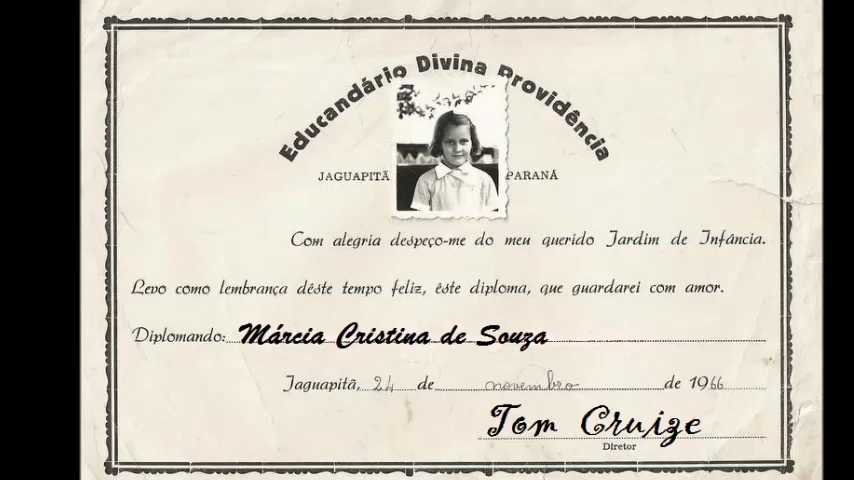 Educandário Divina Providência
JAGUAPITÃ PARANÁ
Com alegria despeço-me do meu querido Jardim de Infância.
Levo como lembrança dêste tempo feliz, êste diploma, que guardarei com amor.
Diplomando: Márcia Cristina de Souza
Jaguapitã, 24 de novembro de 1966
Tom Cruize
Diretor